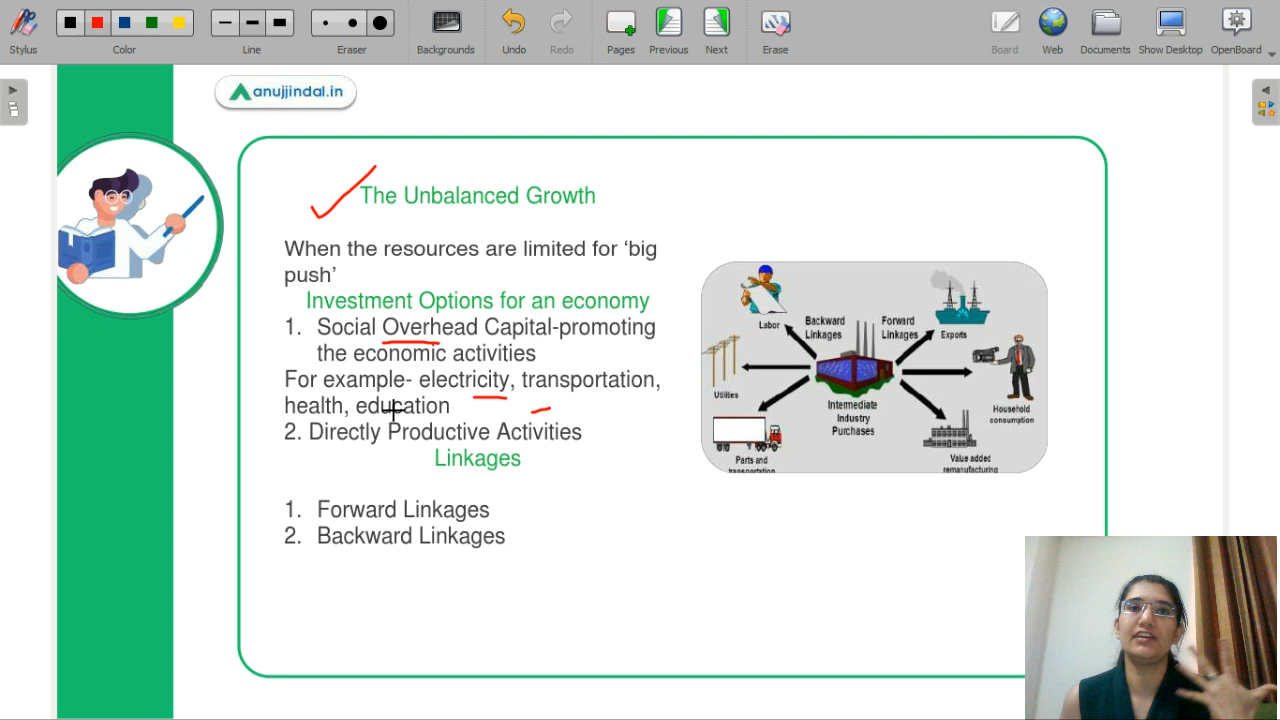 Stylus
Color
Line
Eraser
Backgrounds
Undo
Redo
Pages
Previous
Next
Erase
Board
Web
Documents
Show Desktop
OpenBoard
anujjindal.in
The Unbalanced Growth
When the resources are limited for ‘big
push’
Investment Options for an economy
1. Social Overhead Capital-promoting
the economic activities
For example- electricity, transportation,
health, education
2. Directly Productive Activities
Linkages
1. Forward Linkages
2. Backward Linkages
Labor
Backward
Linkages
Forward
Linkages
Exports
Utilities
Intermediate
Industry
Purchases
Household
consumption
Parts and
transportation
Value added
remanufacturing